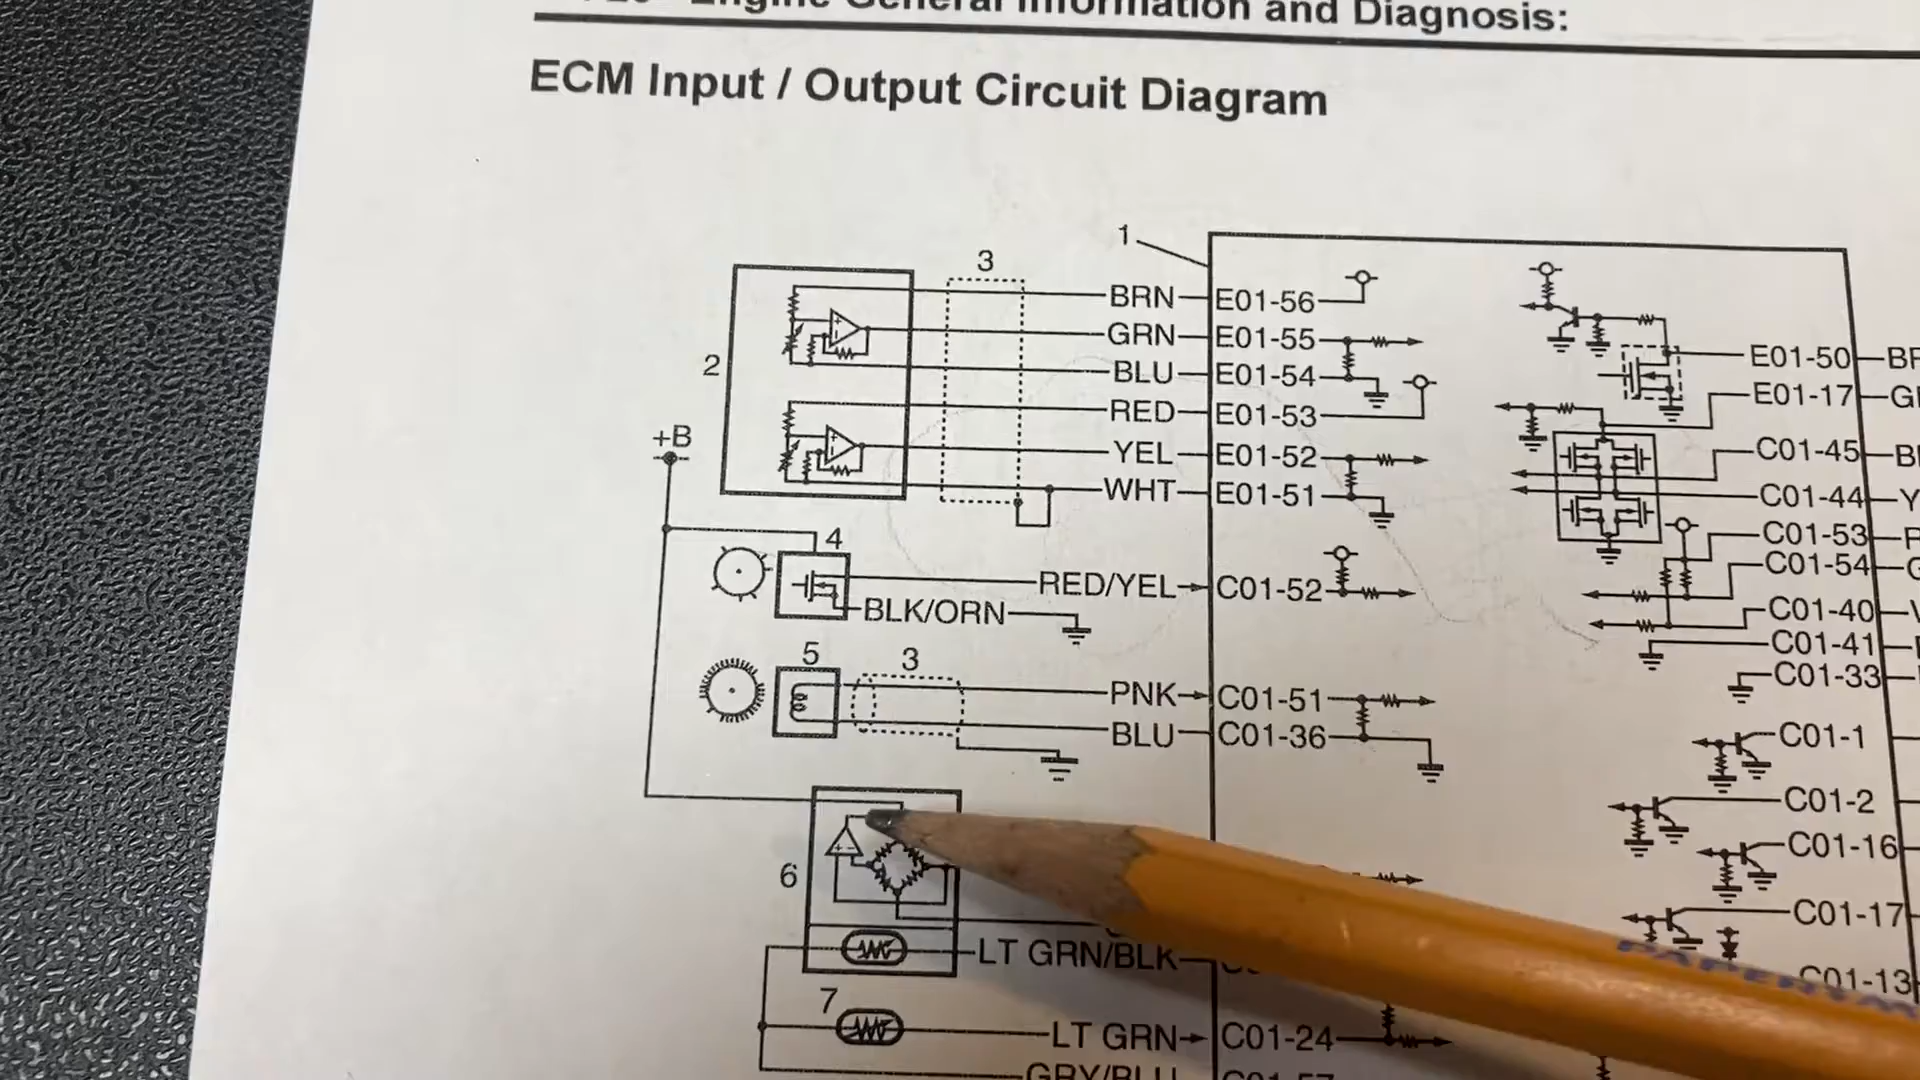 Engine General Information and Diagnosis:
ECM Input / Output Circuit Diagram
1
3
2
BRN E01-56
GRN E01-55
BLU E01-54
RED E01-53
YEL E01-52
WHT E01-51
+B
4
RED/YEL C01-52
BLK/ORN
5
3
PNK C01-51
BLU C01-36
6
LT GRN/BLK
7
LT GRN C01-24
GRY/BLU
E01-50
E01-17
C01-45
C01-44
C01-53
C01-54
C01-40
C01-41
C01-33
C01-1
C01-2
C01-16
C01-17
C01-13